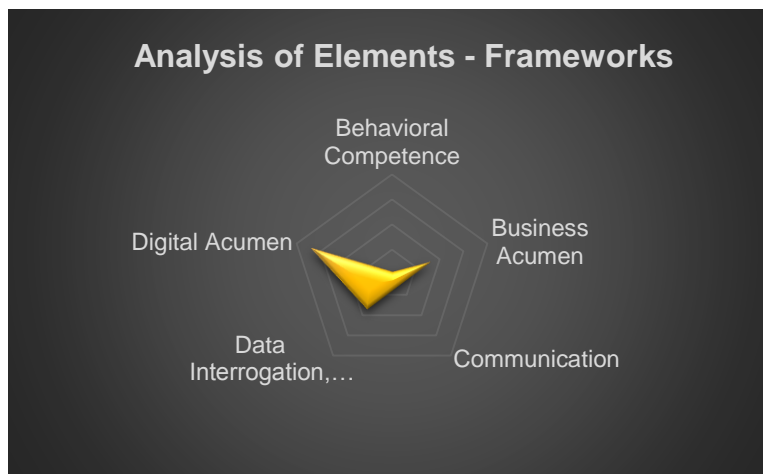 Analysis of Elements - Frameworks
Behavioral
Competence
Business
Acumen
Communication
Data
Interrogation,…
Digital Acumen